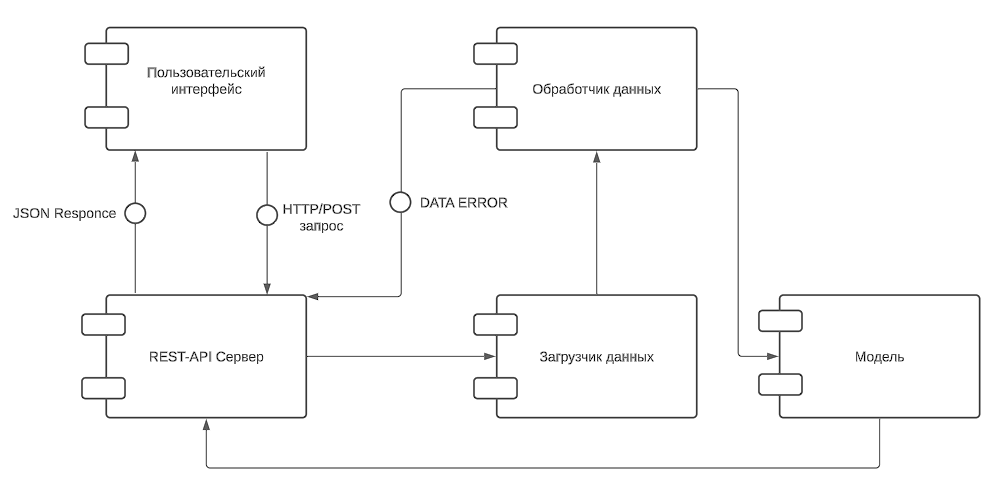 Пользовательский
интерфейс
Обработчик данных
JSON Responce
HTTP/POST
запрос
DATA ERROR
REST-API Сервер
Загрузчик данных
Модель